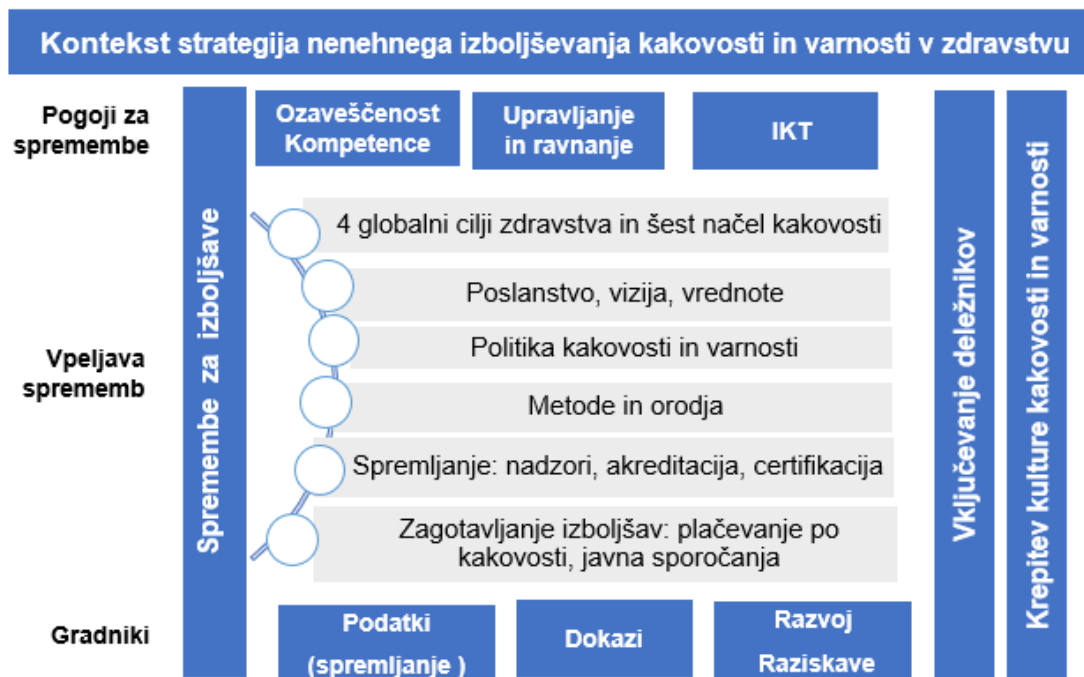 Kontekst strategija nenehnega izboljševanja kakovosti in varnosti v zdravstvu
Pogoji za
spremembe
Ozaveščenost
Kompetence
Upravljanje
in ravnanje
IKT
Spremembe za izboljšave
Vpeljava
sprememb
4 globalni cilji zdravstva in šest načel kakovosti
Poslanstvo, vizija, vrednote
Politika kakovosti in varnosti
Metode in orodja
Spremljanje: nadzori, akreditacija, certifikacija
Zagotavljanje izboljšav: plačevanje po
kakovosti, javna sporočanja
Vključevanje deležnikov
Krepitev kulture kakovosti in varnosti
Gradniki
Podatki
(spremljanje )
Dokazi
Razvoj
Raziskave